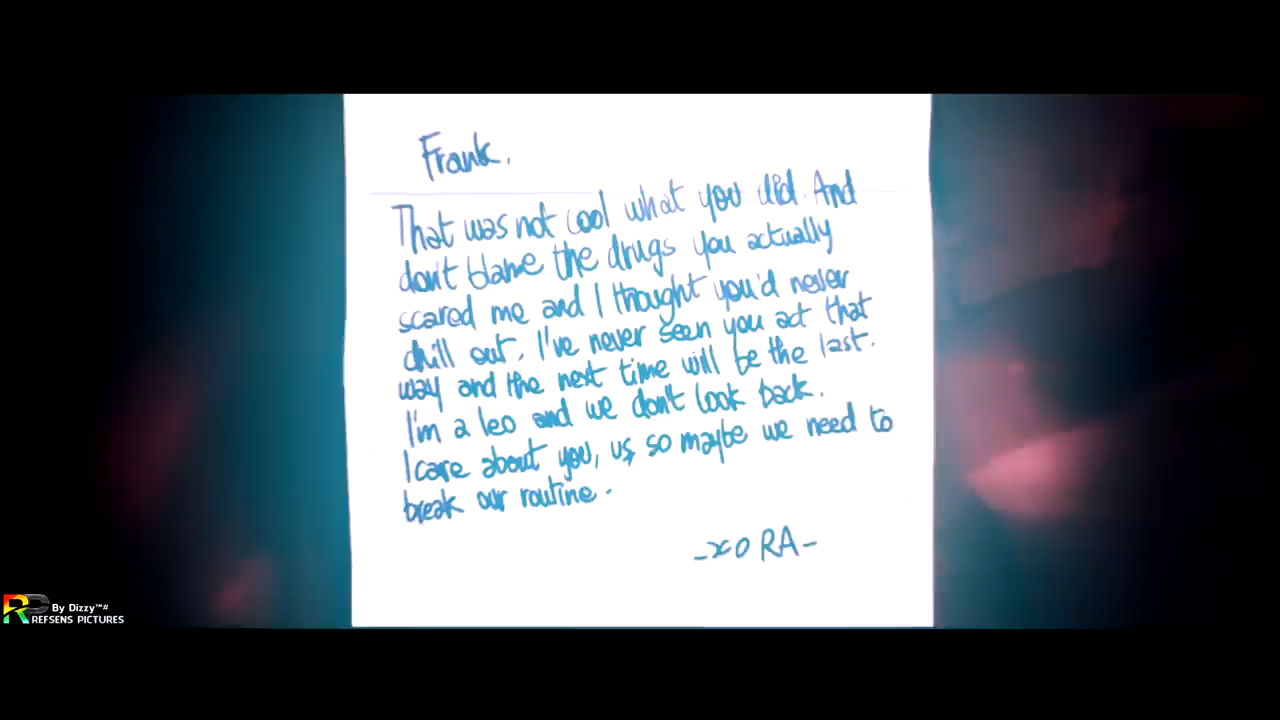 Frank.
That was not cool what you did. And
don't blame the drugs you actually
scared me and I thought you'd never
chill out. I've never seen you act that
way and the next time will be the last.
I'm a leo and we don't look back.
I care about you, us, so maybe we need to
break our routine.
-xo RA-
RP By Dizzy™#
REFSENS PICTURES